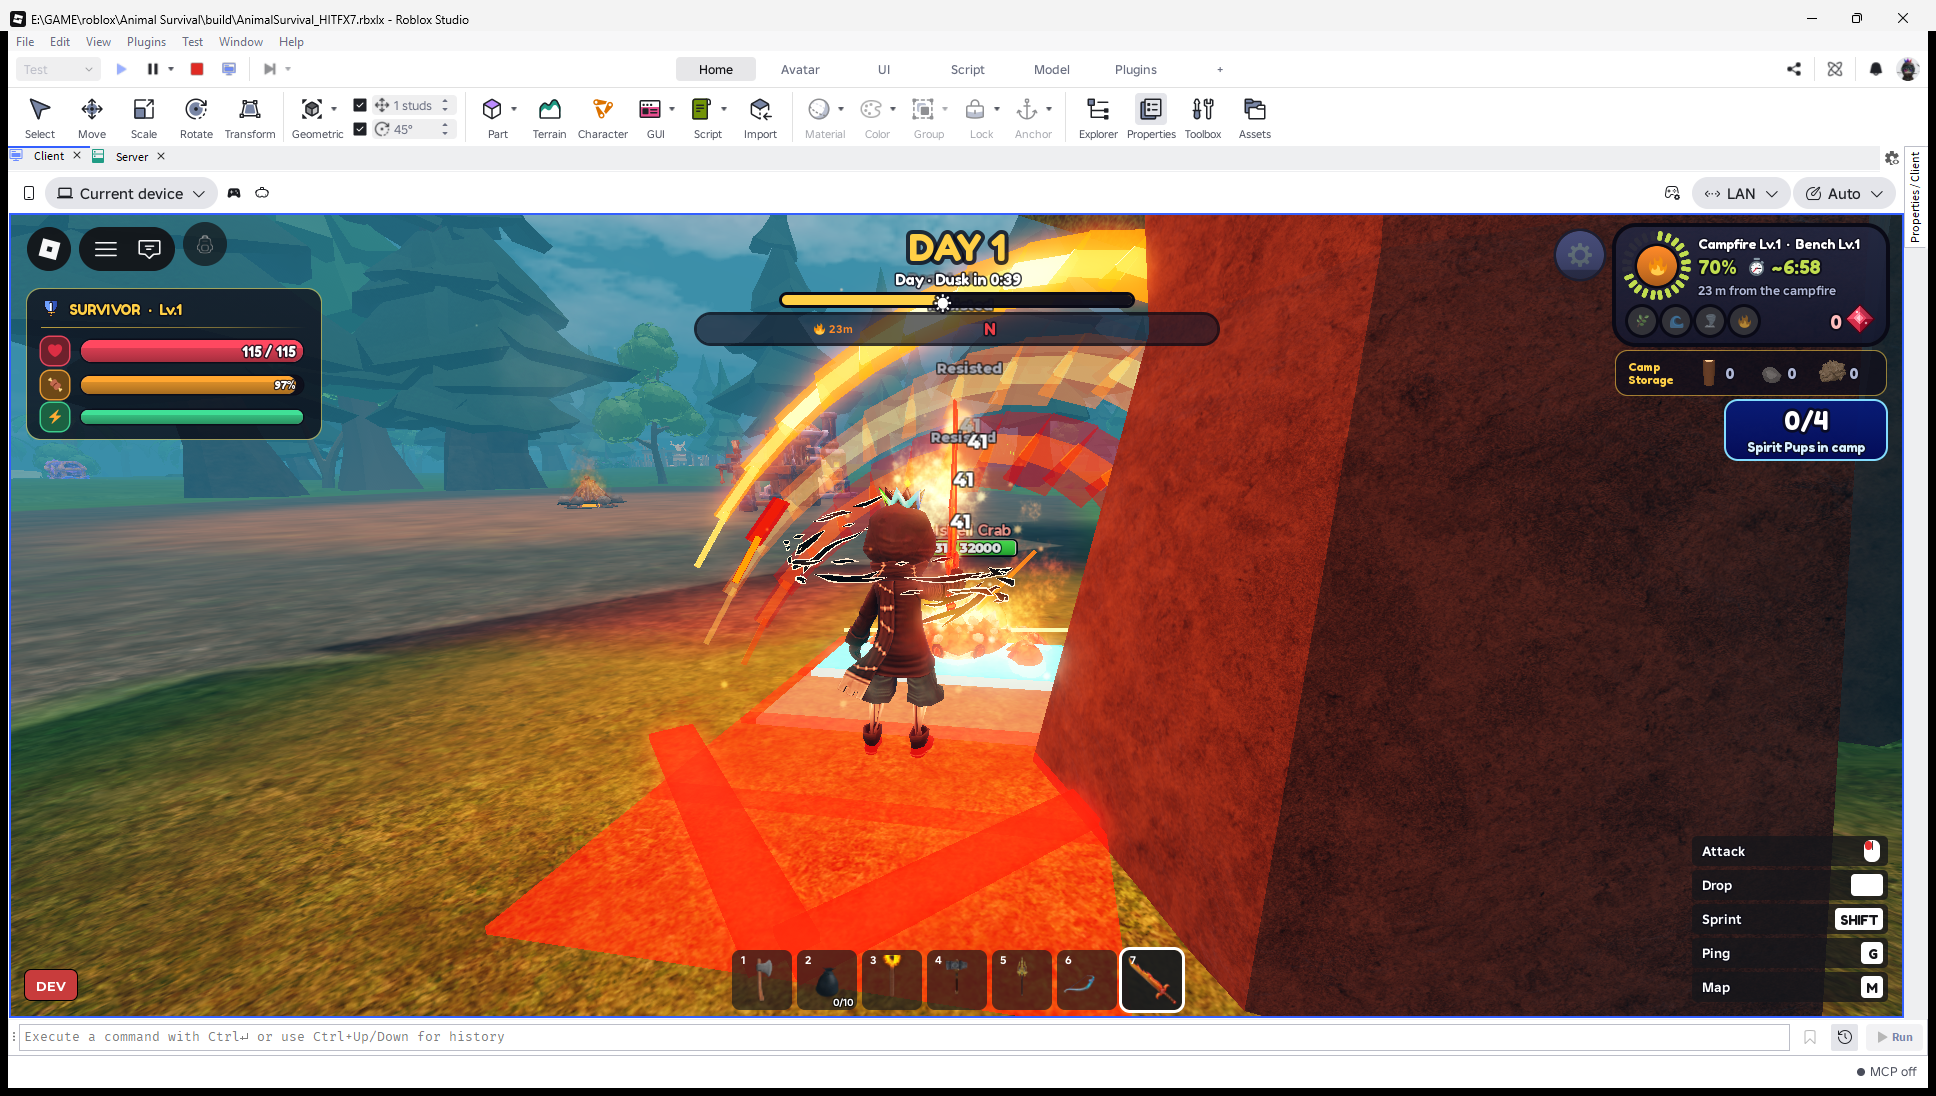 E:\GAME\roblox\Animal Survival\build\AnimalSurvival_HITFX7.rbxlx - Roblox Studio
File Edit View Plugins Test Window Help
Test
Home Avatar UI Script Model Plugins +
1 studs
45°
Select Move Scale Rotate Transform Geometric Part Terrain Character GUI Script Import Material Color Group Lock Anchor Explorer Properties Toolbox Assets
Client Server
Properties / Client
Current device
LAN
Auto
DAY 1
Day · Dusk in 0:39
23m
N
SURVIVOR · Lv.1
115 / 115
97%
Campfire Lv.1 · Bench Lv.1
70% ~6:58
23 m from the campfire
0
Camp Storage
0 0 0
0/4
Spirit Pups in camp
Resisted
41
41
41
41
Crab
32000
Attack
Drop
Sprint SHIFT
Ping G
Map M
DEV
1 2 3 4 5 6 7
0/10
Execute a command with Ctrl↵ or use Ctrl+Up/Down for history
Run
MCP off